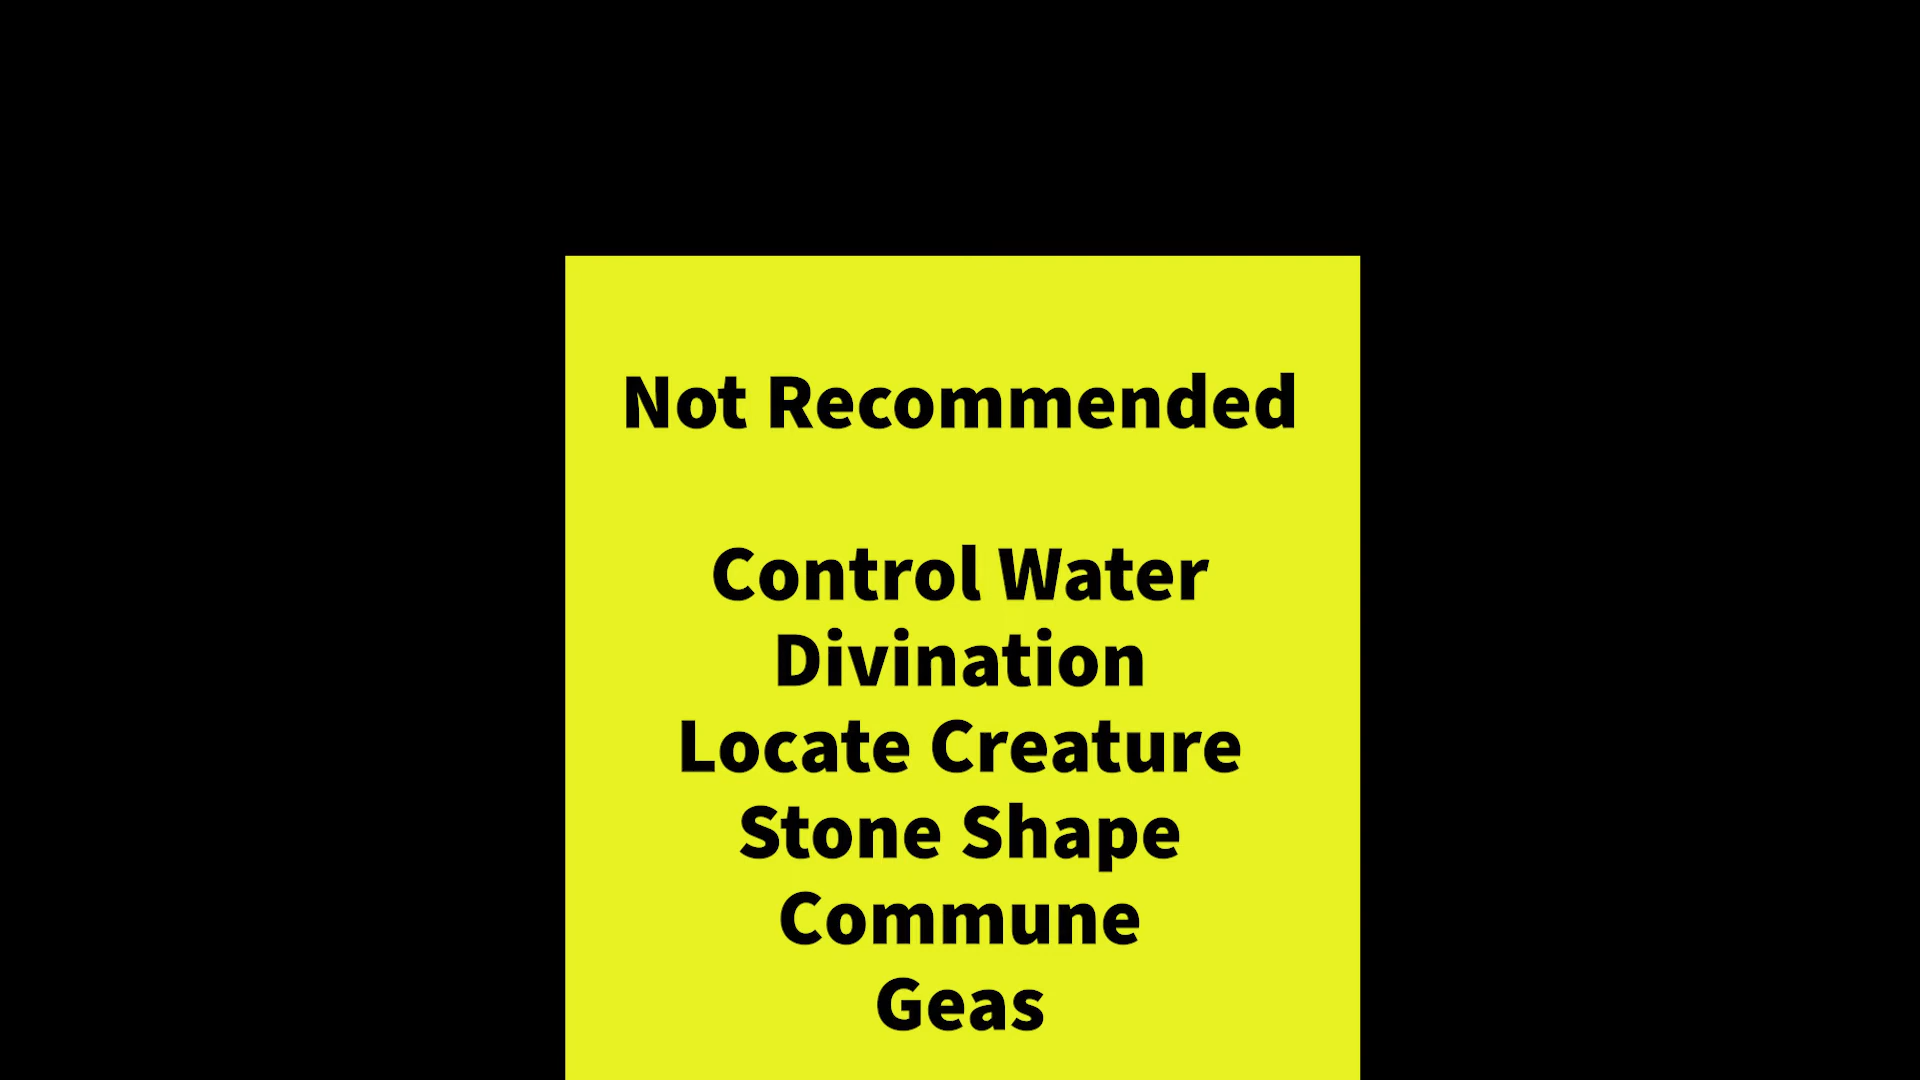 Not Recommended
Control Water
Divination
Locate Creature
Stone Shape
Commune
Geas